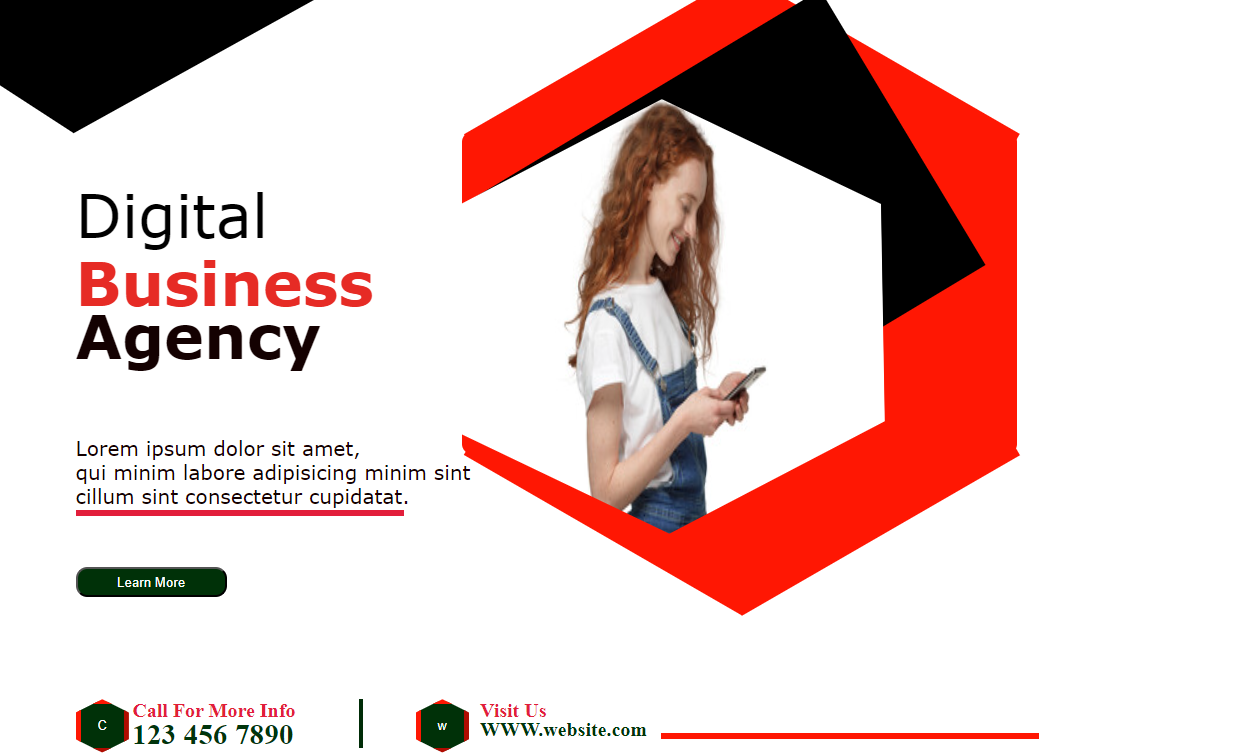 Digital
Business
Agency
Lorem ipsum dolor sit amet,
qui minim labore adipisicing minim sint
cillum sint consectetur cupidatat.
Learn More
C
Call For More Info
123 456 7890
w
Visit Us
WWW.website.com